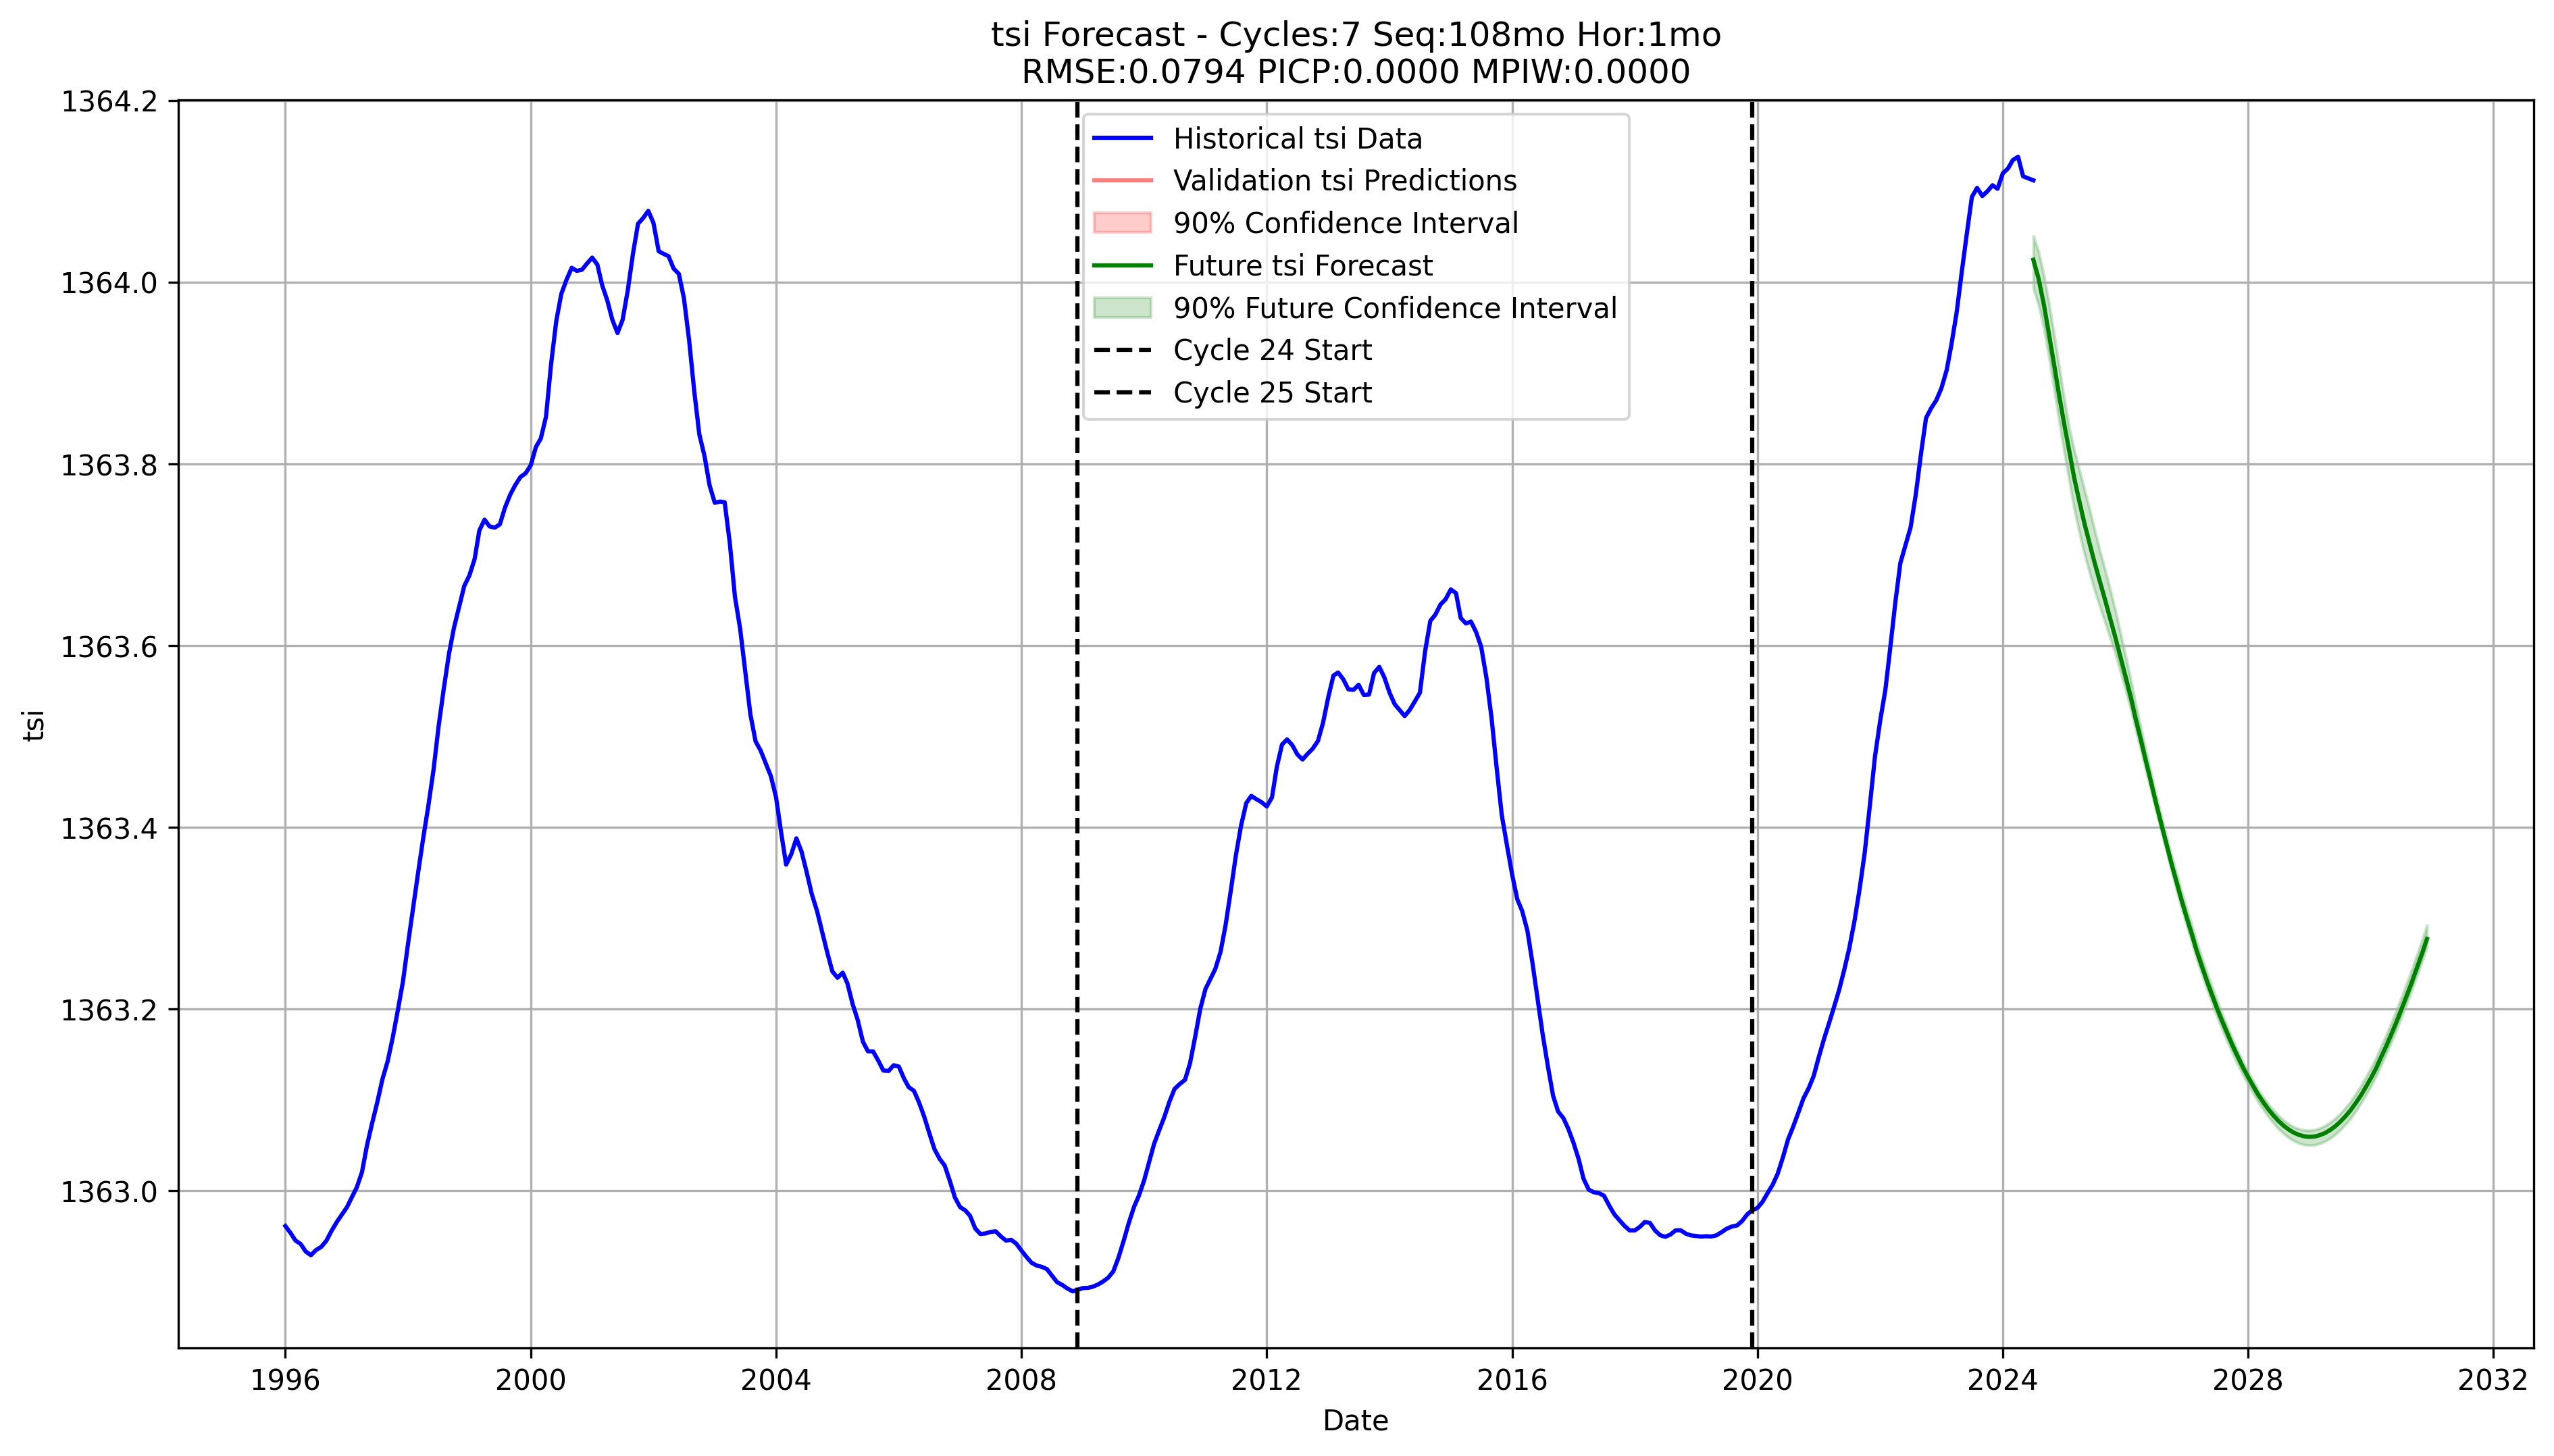 tsi Forecast - Cycles:7 Seq:108mo Hor:1mo
RMSE:0.0794 PICP:0.0000 MPIW:0.0000
1364.2
1364.0
1363.8
1363.6
1363.4
1363.2
1363.0
tsi
Historical tsi Data
Validation tsi Predictions
90% Confidence Interval
Future tsi Forecast
90% Future Confidence Interval
Cycle 24 Start
Cycle 25 Start
1996 2000 2004 2008 2012 2016 2020 2024 2028 2032
Date